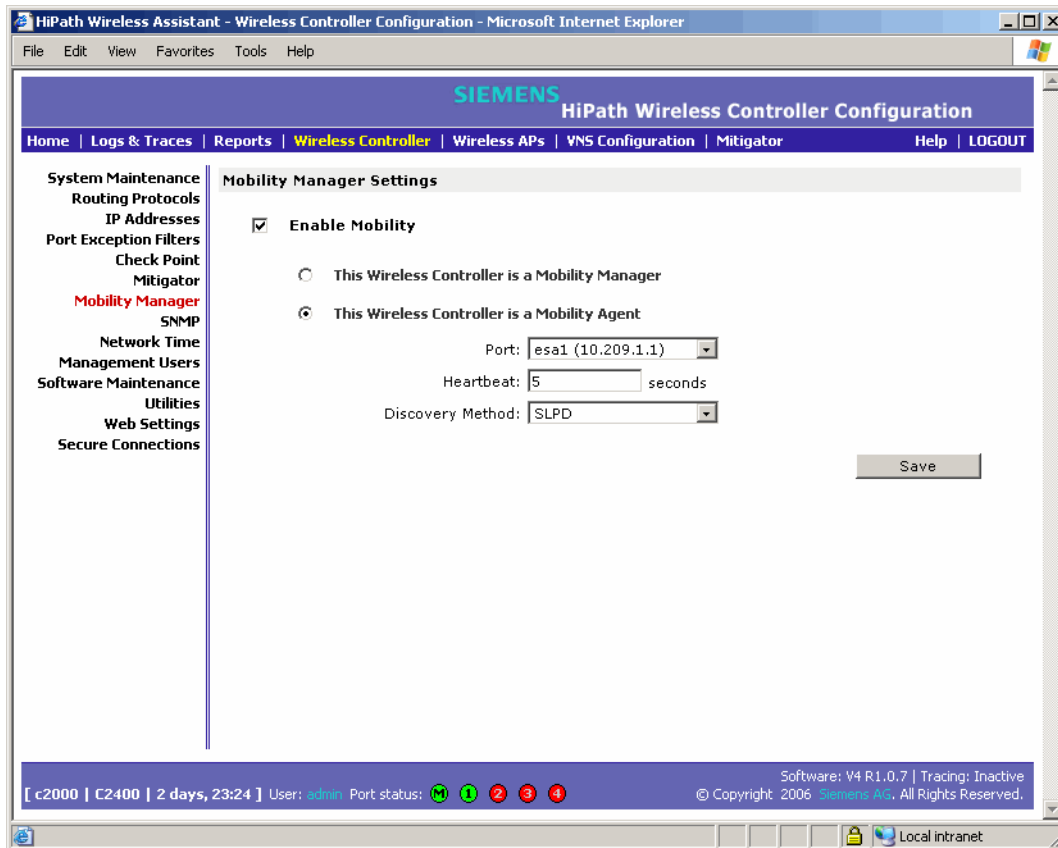 HiPath Wireless Assistant - Wireless Controller Configuration - Microsoft Internet Explorer
File Edit View Favorites Tools Help
SIEMENS
HiPath Wireless Controller Configuration
Home | Logs & Traces | Reports | Wireless Controller | Wireless APs | VNS Configuration | Mitigator Help | LOGOUT
System Maintenance
Routing Protocols
IP Addresses
Port Exception Filters
Check Point
Mitigator
Mobility Manager
SNMP
Network Time
Management Users
Software Maintenance
Utilities
Web Settings
Secure Connections
Mobility Manager Settings
Enable Mobility
This Wireless Controller is a Mobility Manager
This Wireless Controller is a Mobility Agent
Port: esa1 (10.209.1.1)
Heartbeat: 5 seconds
Discovery Method: SLPD
Save
Software: V4 R1.0.7 | Tracing: Inactive
[ c2000 | C2400 | 2 days, 23:24 ] User: admin Port status: M 1 2 3 4
© Copyright 2006 Siemens AG. All Rights Reserved.
Local intranet